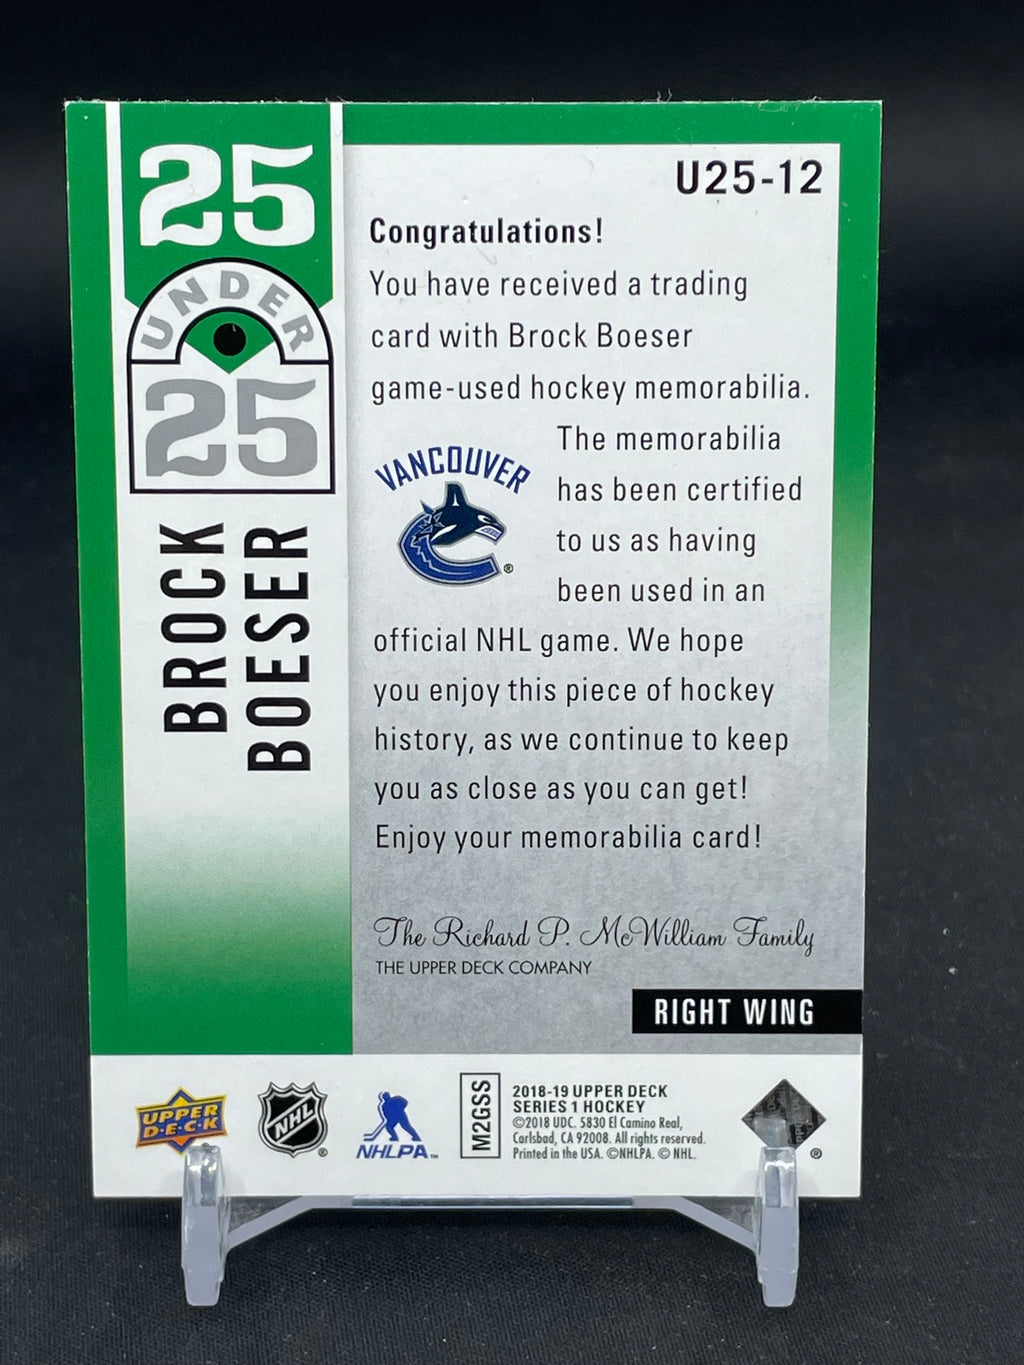 25
UNDER
25
BROCK
BOESER
U25-12
Congratulations!
You have received a trading
card with Brock Boeser
game-used hockey memorabilia.
The memorabilia
has been certified
to us as having
been used in an
VANCOUVER
®
official NHL game. We hope
you enjoy this piece of hockey
history, as we continue to keep
you as close as you can get!
Enjoy your memorabilia card!
The Richard P. McWilliam Family
THE UPPER DECK COMPANY
RIGHT WING
UPPER
D·E·C·K
NHL
®
NHLPA™
M2GSS
2018-19 UPPER DECK
SERIES 1 HOCKEY
©2018 UDC. 5830 El Camino Real,
Carlsbad, CA 92008. All rights reserved.
Printed in the USA. ©NHLPA. © NHL.
®